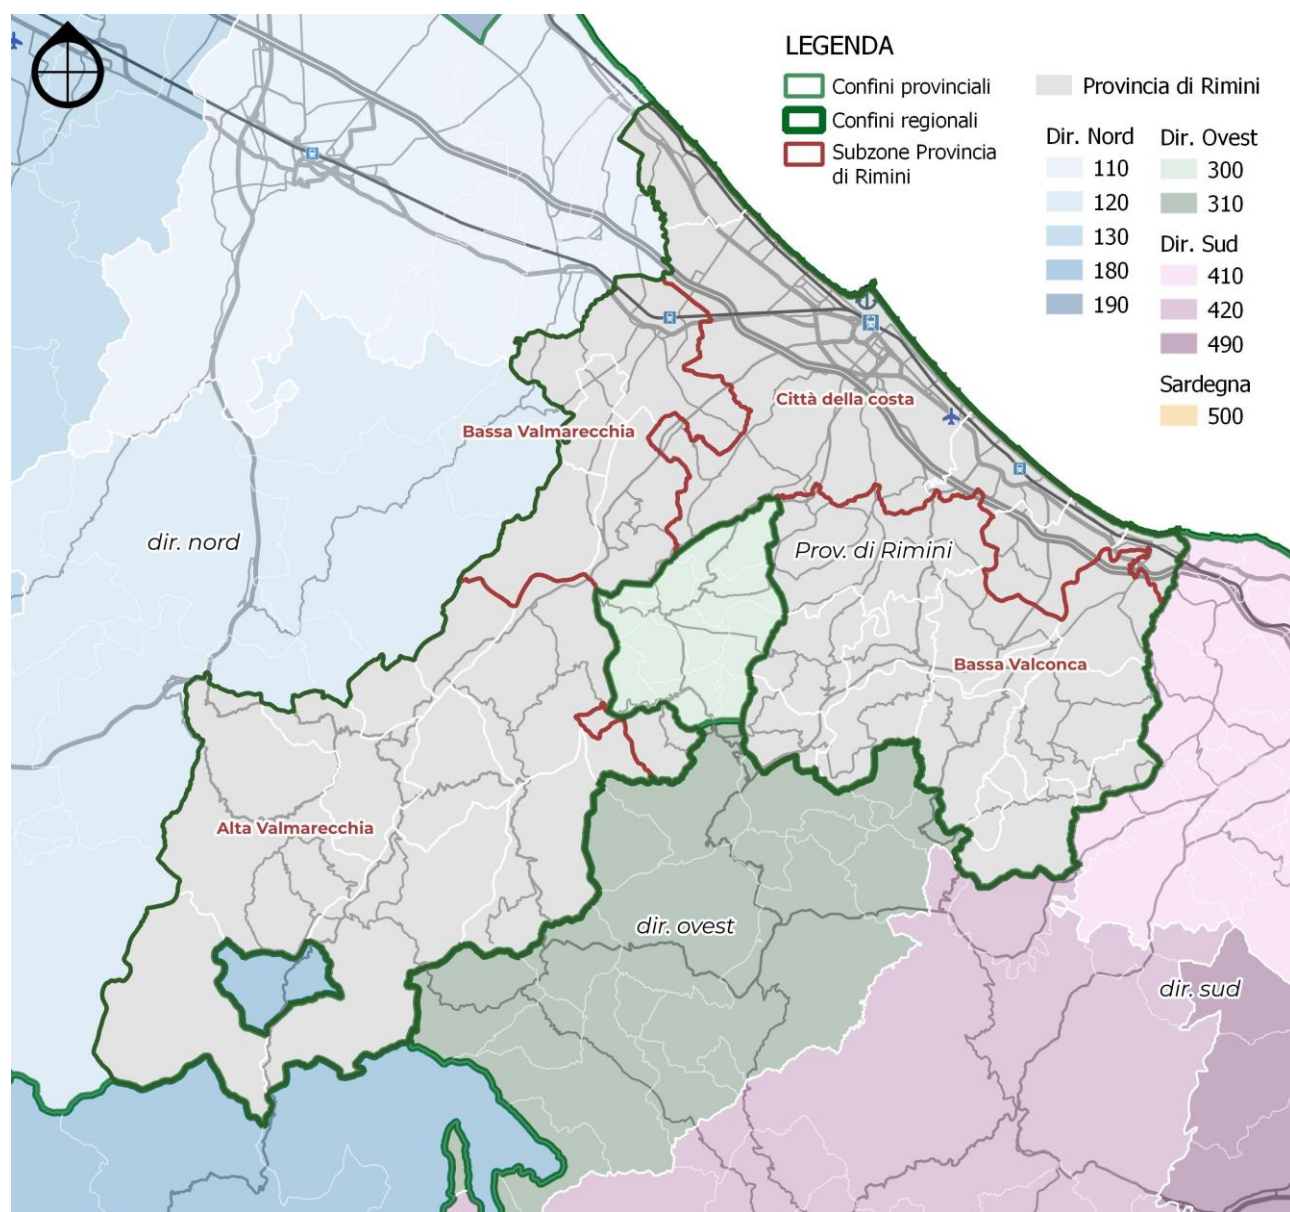 LEGENDA
Confini provinciali
Confini regionali
Subzone Provincia
di Rimini
Provincia di Rimini
Dir. Nord
110
120
130
180
190
Dir. Ovest
300
310
Dir. Sud
410
420
490
Sardegna
500
Città della costa
Bassa Valmarecchia
dir. nord
Prov. di Rimini
Bassa Valconca
Alta Valmarecchia
dir. ovest
dir. sud